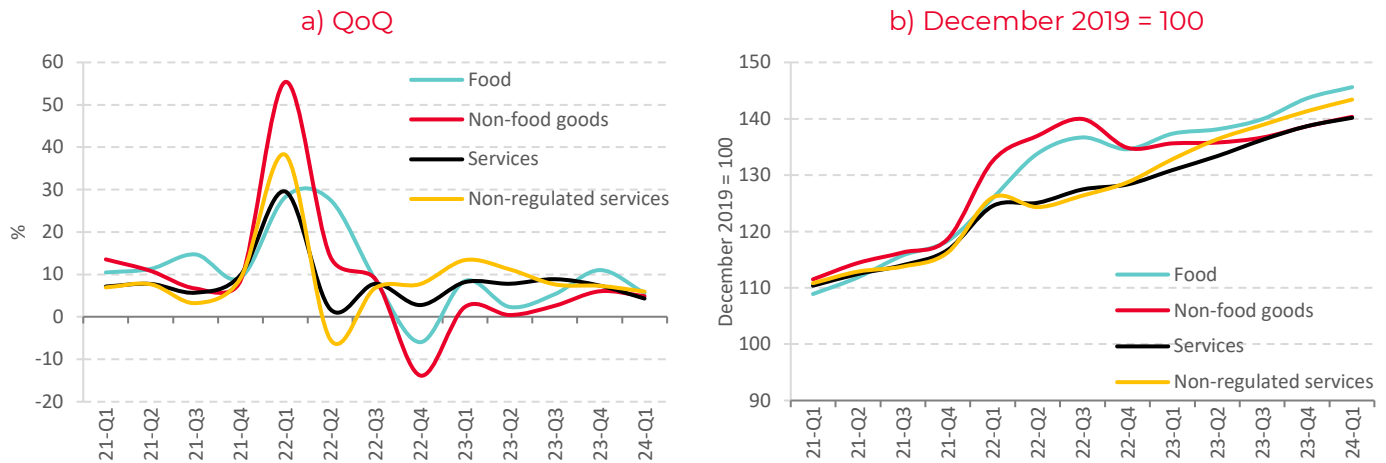 a) QoQ
60
50
40
30
20
10
0
-10
-20
%
Food
Non-food goods
Services
Non-regulated services
21-Q1
21-Q2
21-Q3
21-Q4
22-Q1
22-Q2
22-Q3
22-Q4
23-Q1
23-Q2
23-Q3
23-Q4
24-Q1
b) December 2019 = 100
150
140
130
120
110
100
90
December 2019 = 100
Food
Non-food goods
Services
Non-regulated services
21-Q1
21-Q2
21-Q3
21-Q4
22-Q1
22-Q2
22-Q3
22-Q4
23-Q1
23-Q2
23-Q3
23-Q4
24-Q1